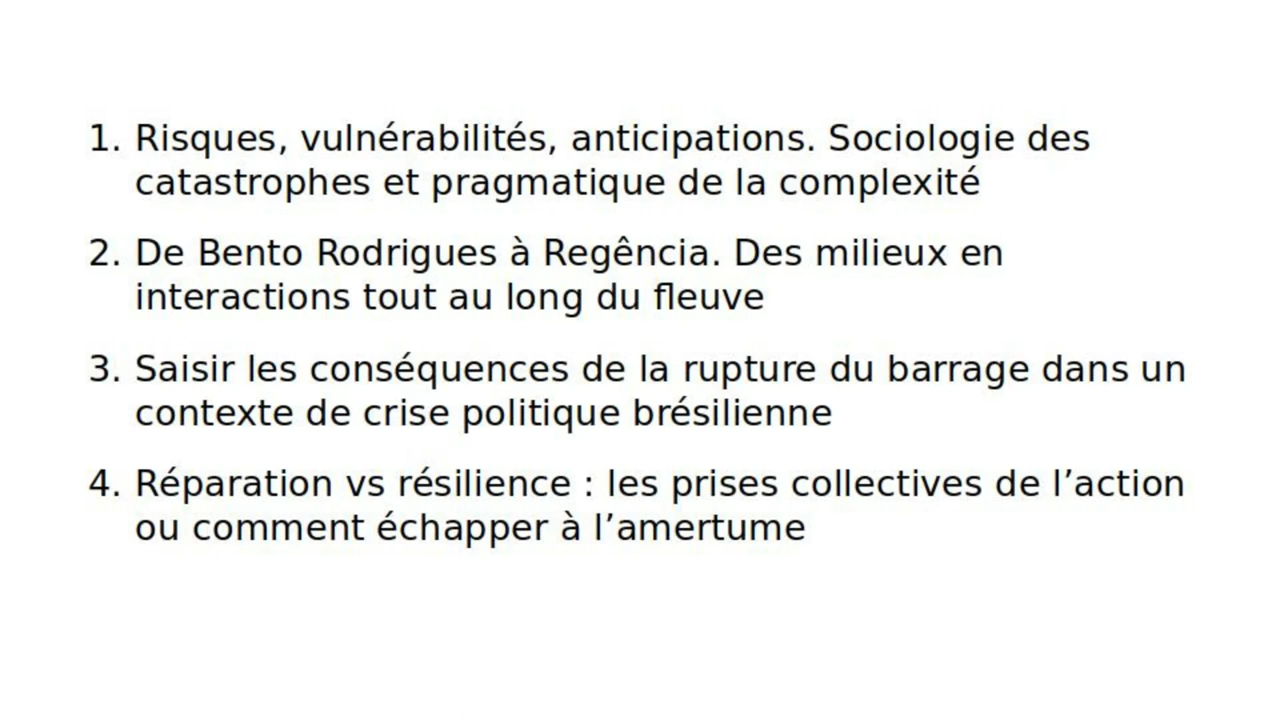 1. Risques, vulnérabilités, anticipations. Sociologie des
catastrophes et pragmatique de la complexité
2. De Bento Rodrigues à Regência. Des milieux en
interactions tout au long du fleuve
3. Saisir les conséquences de la rupture du barrage dans un
contexte de crise politique brésilienne
4. Réparation vs résilience : les prises collectives de l’action
ou comment échapper à l’amertume